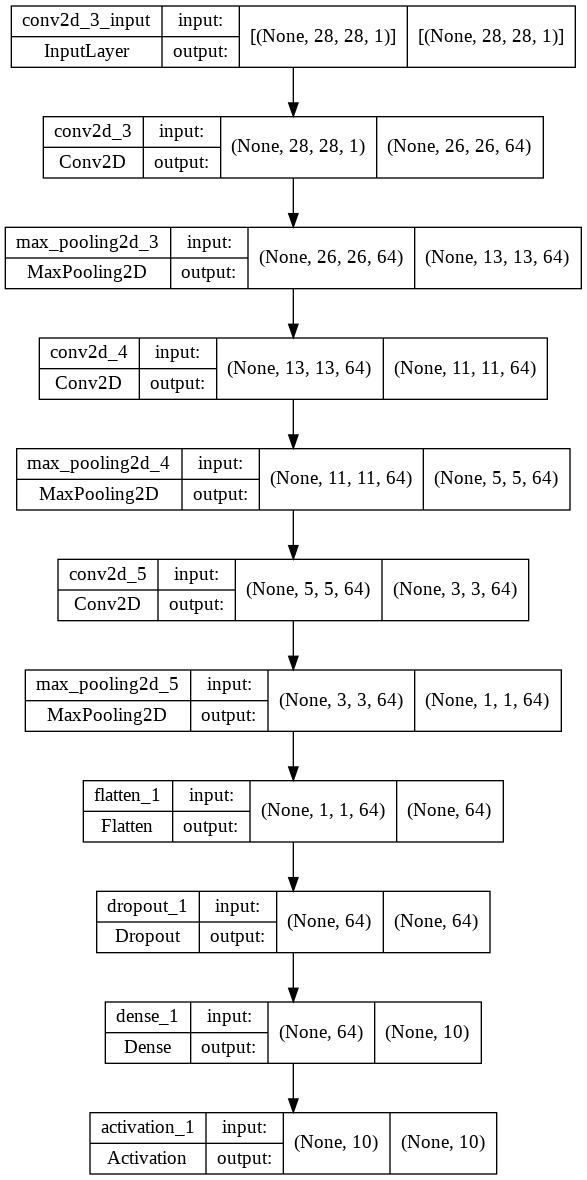 conv2d_3_input input: [(None, 28, 28, 1)] [(None, 28, 28, 1)]
InputLayer output:
conv2d_3 input: (None, 28, 28, 1) (None, 26, 26, 64)
Conv2D output:
max_pooling2d_3 input: (None, 26, 26, 64) (None, 13, 13, 64)
MaxPooling2D output:
conv2d_4 input: (None, 13, 13, 64) (None, 11, 11, 64)
Conv2D output:
max_pooling2d_4 input: (None, 11, 11, 64) (None, 5, 5, 64)
MaxPooling2D output:
conv2d_5 input: (None, 5, 5, 64) (None, 3, 3, 64)
Conv2D output:
max_pooling2d_5 input: (None, 3, 3, 64) (None, 1, 1, 64)
MaxPooling2D output:
flatten_1 input: (None, 1, 1, 64) (None, 64)
Flatten output:
dropout_1 input: (None, 64) (None, 64)
Dropout output:
dense_1 input: (None, 64) (None, 10)
Dense output:
activation_1 input: (None, 10) (None, 10)
Activation output: